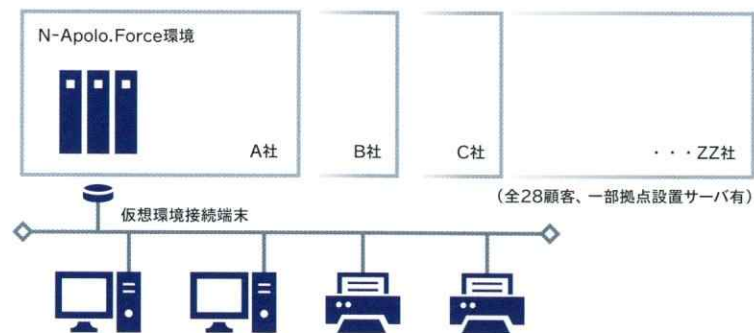 N-Apolo.Force環境
A社
B社
C社
・・・ZZ社
(全28顧客、一部拠点設置サーバ有)
仮想環境接続端末